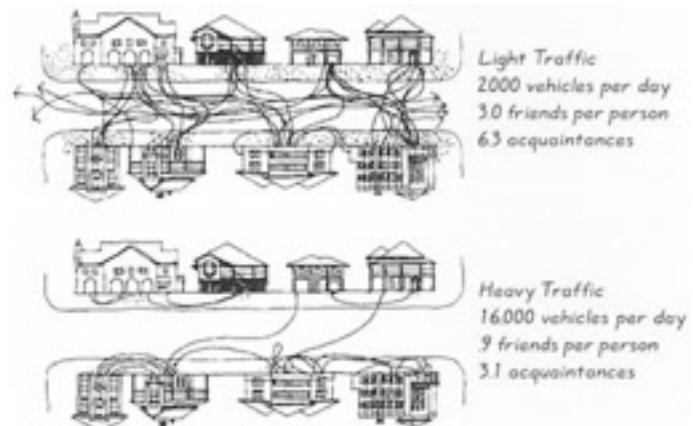 Light Traffic
2000 vehicles per day
3.0 friends per person
6.3 acquaintances
Heavy Traffic
16.000 vehicles per day
.9 friends per person
3.1 acquaintances